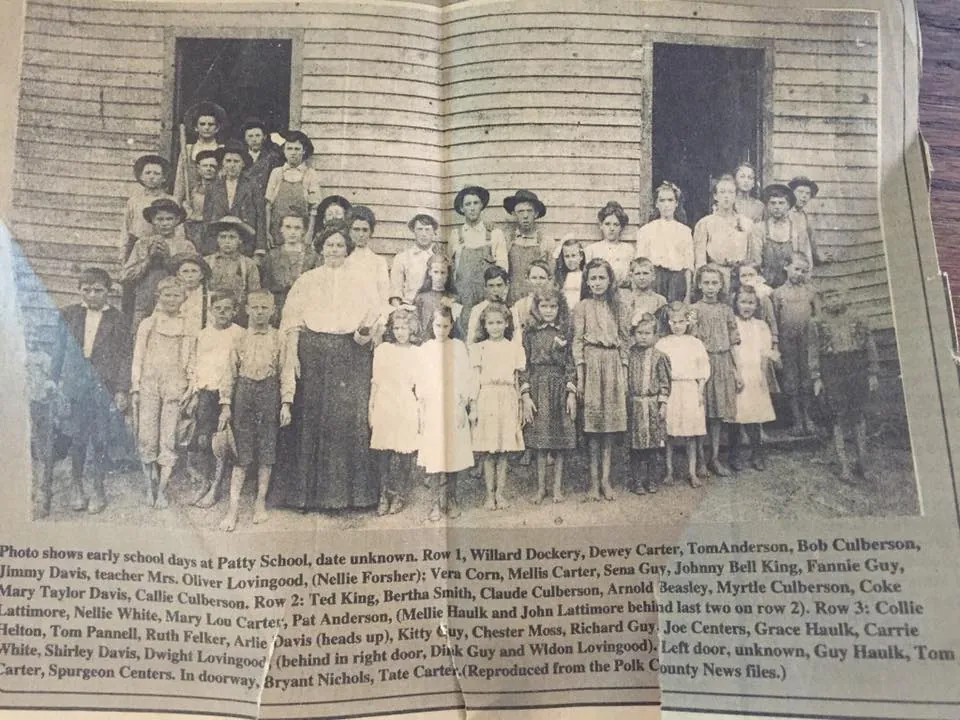 Photo shows early school days at Patty School, date unknown. Row 1, Willard Dockery, Dewey Carter, TomAnderson, Bob Culberson,
Jimmy Davis, teacher Mrs. Oliver Lovingood, (Nellie Forsher); Vera Corn, Mellis Carter, Sena Guy, Johnny Bell King, Fannie Guy,
Mary Taylor Davis, Callie Culberson. Row 2: Ted King, Bertha Smith, Claude Culberson, Arnold Beasley, Myrtle Culberson, Coke
Lattimore, Nellie White, Mary Lou Carter, Pat Anderson, (Mellie Haulk and John Lattimore behind last two on row 2). Row 3: Collie
Helton, Tom Pannell, Ruth Felker, Arlie Davis (heads up), Kitty Guy, Chester Moss, Richard Guy, Joe Centers, Grace Haulk, Carrie
White, Shirley Davis, Dwight Lovingood, (behind in right door, Dink Guy and Wldon Lovingood). Left door, unknown, Guy Haulk, Tom
Carter, Spurgeon Centers. In doorway, Bryant Nichols, Tate Carter.(Reproduced from the Polk County News files.)